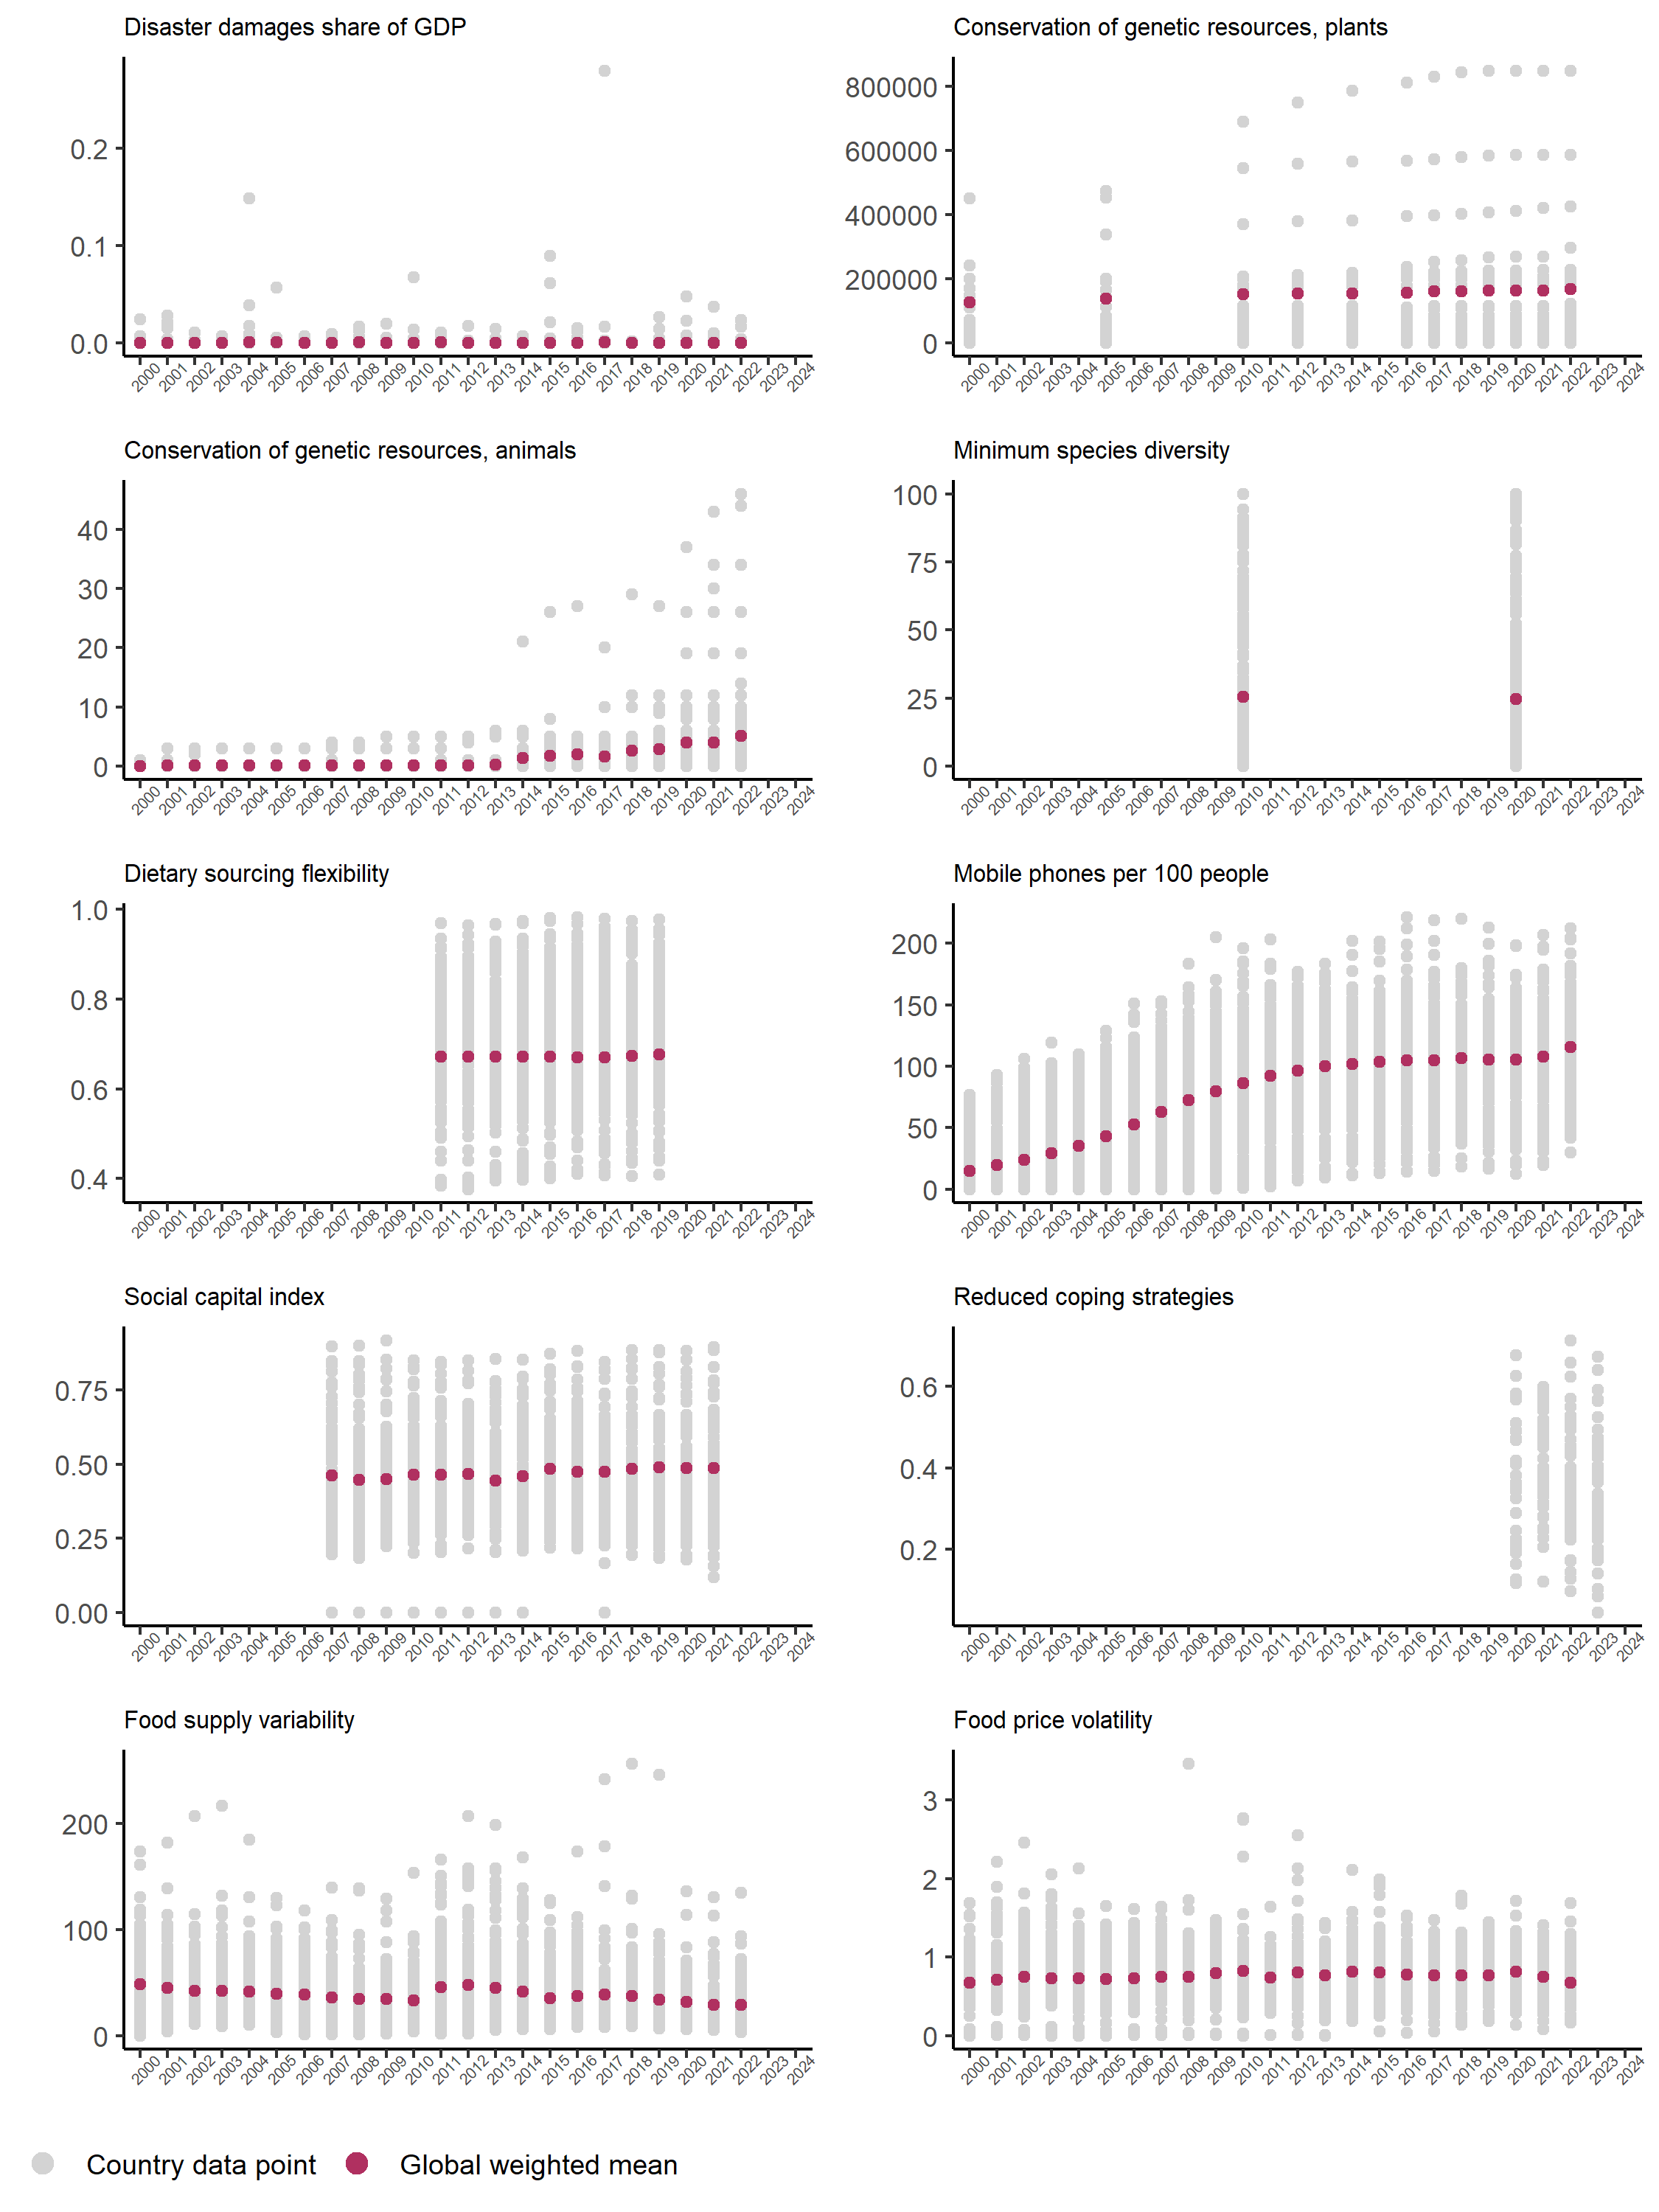 Disaster damages share of GDP
0.2
0.1
0.0
2000 2001 2002 2003 2004 2005 2006 2007 2008 2009 2010 2011 2012 2013 2014 2015 2016 2017 2018 2019 2020 2021 2022 2023 2024
Conservation of genetic resources, plants
800000
600000
400000
200000
0
2000 2001 2002 2003 2004 2005 2006 2007 2008 2009 2010 2011 2012 2013 2014 2015 2016 2017 2018 2019 2020 2021 2022 2023 2024
Conservation of genetic resources, animals
40
30
20
10
0
2000 2001 2002 2003 2004 2005 2006 2007 2008 2009 2010 2011 2012 2013 2014 2015 2016 2017 2018 2019 2020 2021 2022 2023 2024
Minimum species diversity
100
75
50
25
0
2000 2001 2002 2003 2004 2005 2006 2007 2008 2009 2010 2011 2012 2013 2014 2015 2016 2017 2018 2019 2020 2021 2022 2023 2024
Dietary sourcing flexibility
1.0
0.8
0.6
0.4
2000 2001 2002 2003 2004 2005 2006 2007 2008 2009 2010 2011 2012 2013 2014 2015 2016 2017 2018 2019 2020 2021 2022 2023 2024
Mobile phones per 100 people
200
150
100
50
0
2000 2001 2002 2003 2004 2005 2006 2007 2008 2009 2010 2011 2012 2013 2014 2015 2016 2017 2018 2019 2020 2021 2022 2023 2024
Social capital index
0.75
0.50
0.25
0.00
2000 2001 2002 2003 2004 2005 2006 2007 2008 2009 2010 2011 2012 2013 2014 2015 2016 2017 2018 2019 2020 2021 2022 2023 2024
Reduced coping strategies
0.6
0.4
0.2
2000 2001 2002 2003 2004 2005 2006 2007 2008 2009 2010 2011 2012 2013 2014 2015 2016 2017 2018 2019 2020 2021 2022 2023 2024
Food supply variability
200
100
0
2000 2001 2002 2003 2004 2005 2006 2007 2008 2009 2010 2011 2012 2013 2014 2015 2016 2017 2018 2019 2020 2021 2022 2023 2024
Food price volatility
3
2
1
0
2000 2001 2002 2003 2004 2005 2006 2007 2008 2009 2010 2011 2012 2013 2014 2015 2016 2017 2018 2019 2020 2021 2022 2023 2024
Country data point Global weighted mean